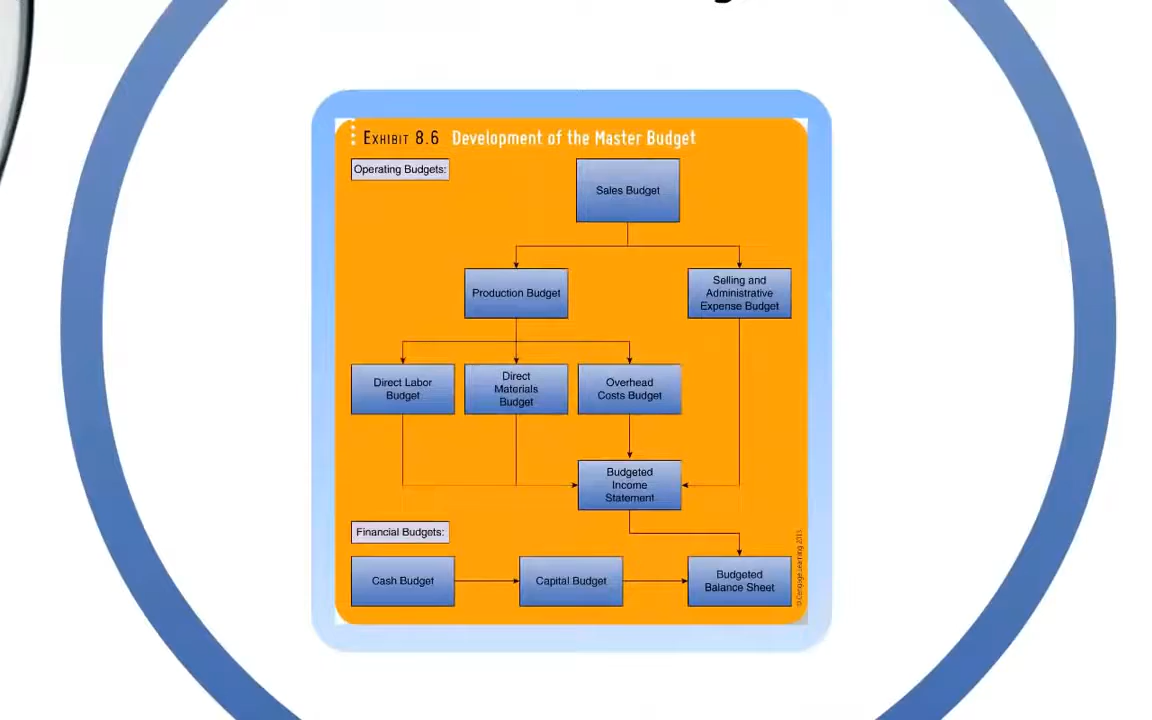 EXHIBIT 8.6 Development of the Master Budget
Operating Budgets:
Sales Budget
Production Budget
Selling and
Administrative
Expense Budget
Direct Labor
Budget
Direct
Materials
Budget
Overhead
Costs Budget
Budgeted
Income
Statement
Financial Budgets:
Cash Budget
Capital Budget
Budgeted
Balance Sheet